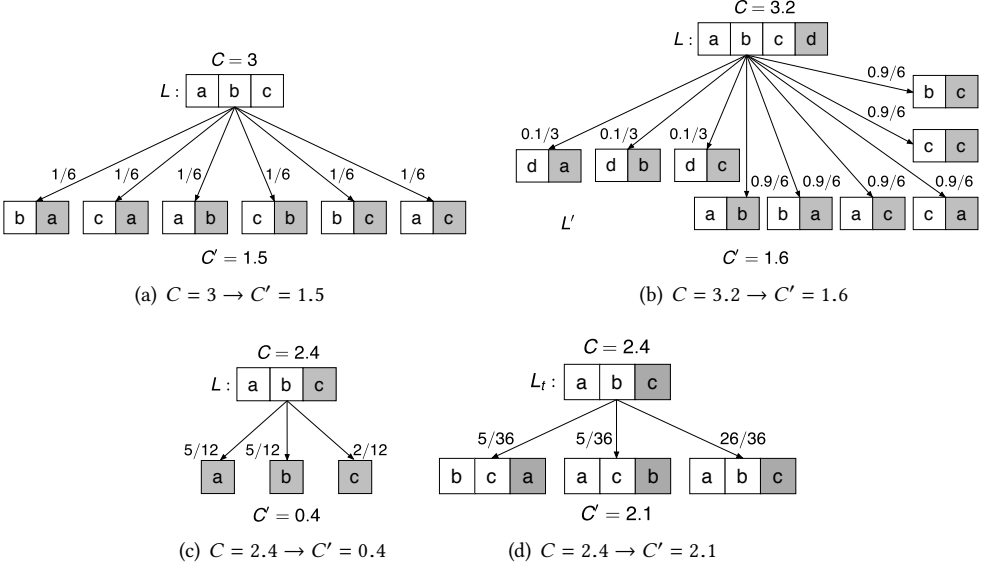 C = 3
L : a b c
1/6 1/6 1/6 1/6 1/6 1/6
b a c a a b c b b c a c
C′ = 1.5
(a) C = 3 → C′ = 1.5
C = 3.2
L : a b c d
0.9/6
b c
0.9/6
c c
0.1/3 0.1/3 0.1/3
d a d b d c
0.9/6 0.9/6 0.9/6 0.9/6
a b b a a c c a
L′
C′ = 1.6
(b) C = 3.2 → C′ = 1.6
C = 2.4
L : a b c
5/12 5/12 2/12
a b c
C′ = 0.4
(c) C = 2.4 → C′ = 0.4
C = 2.4
Lₜ : a b c
5/36 5/36 26/36
b c a a c b a b c
C′ = 2.1
(d) C = 2.4 → C′ = 2.1